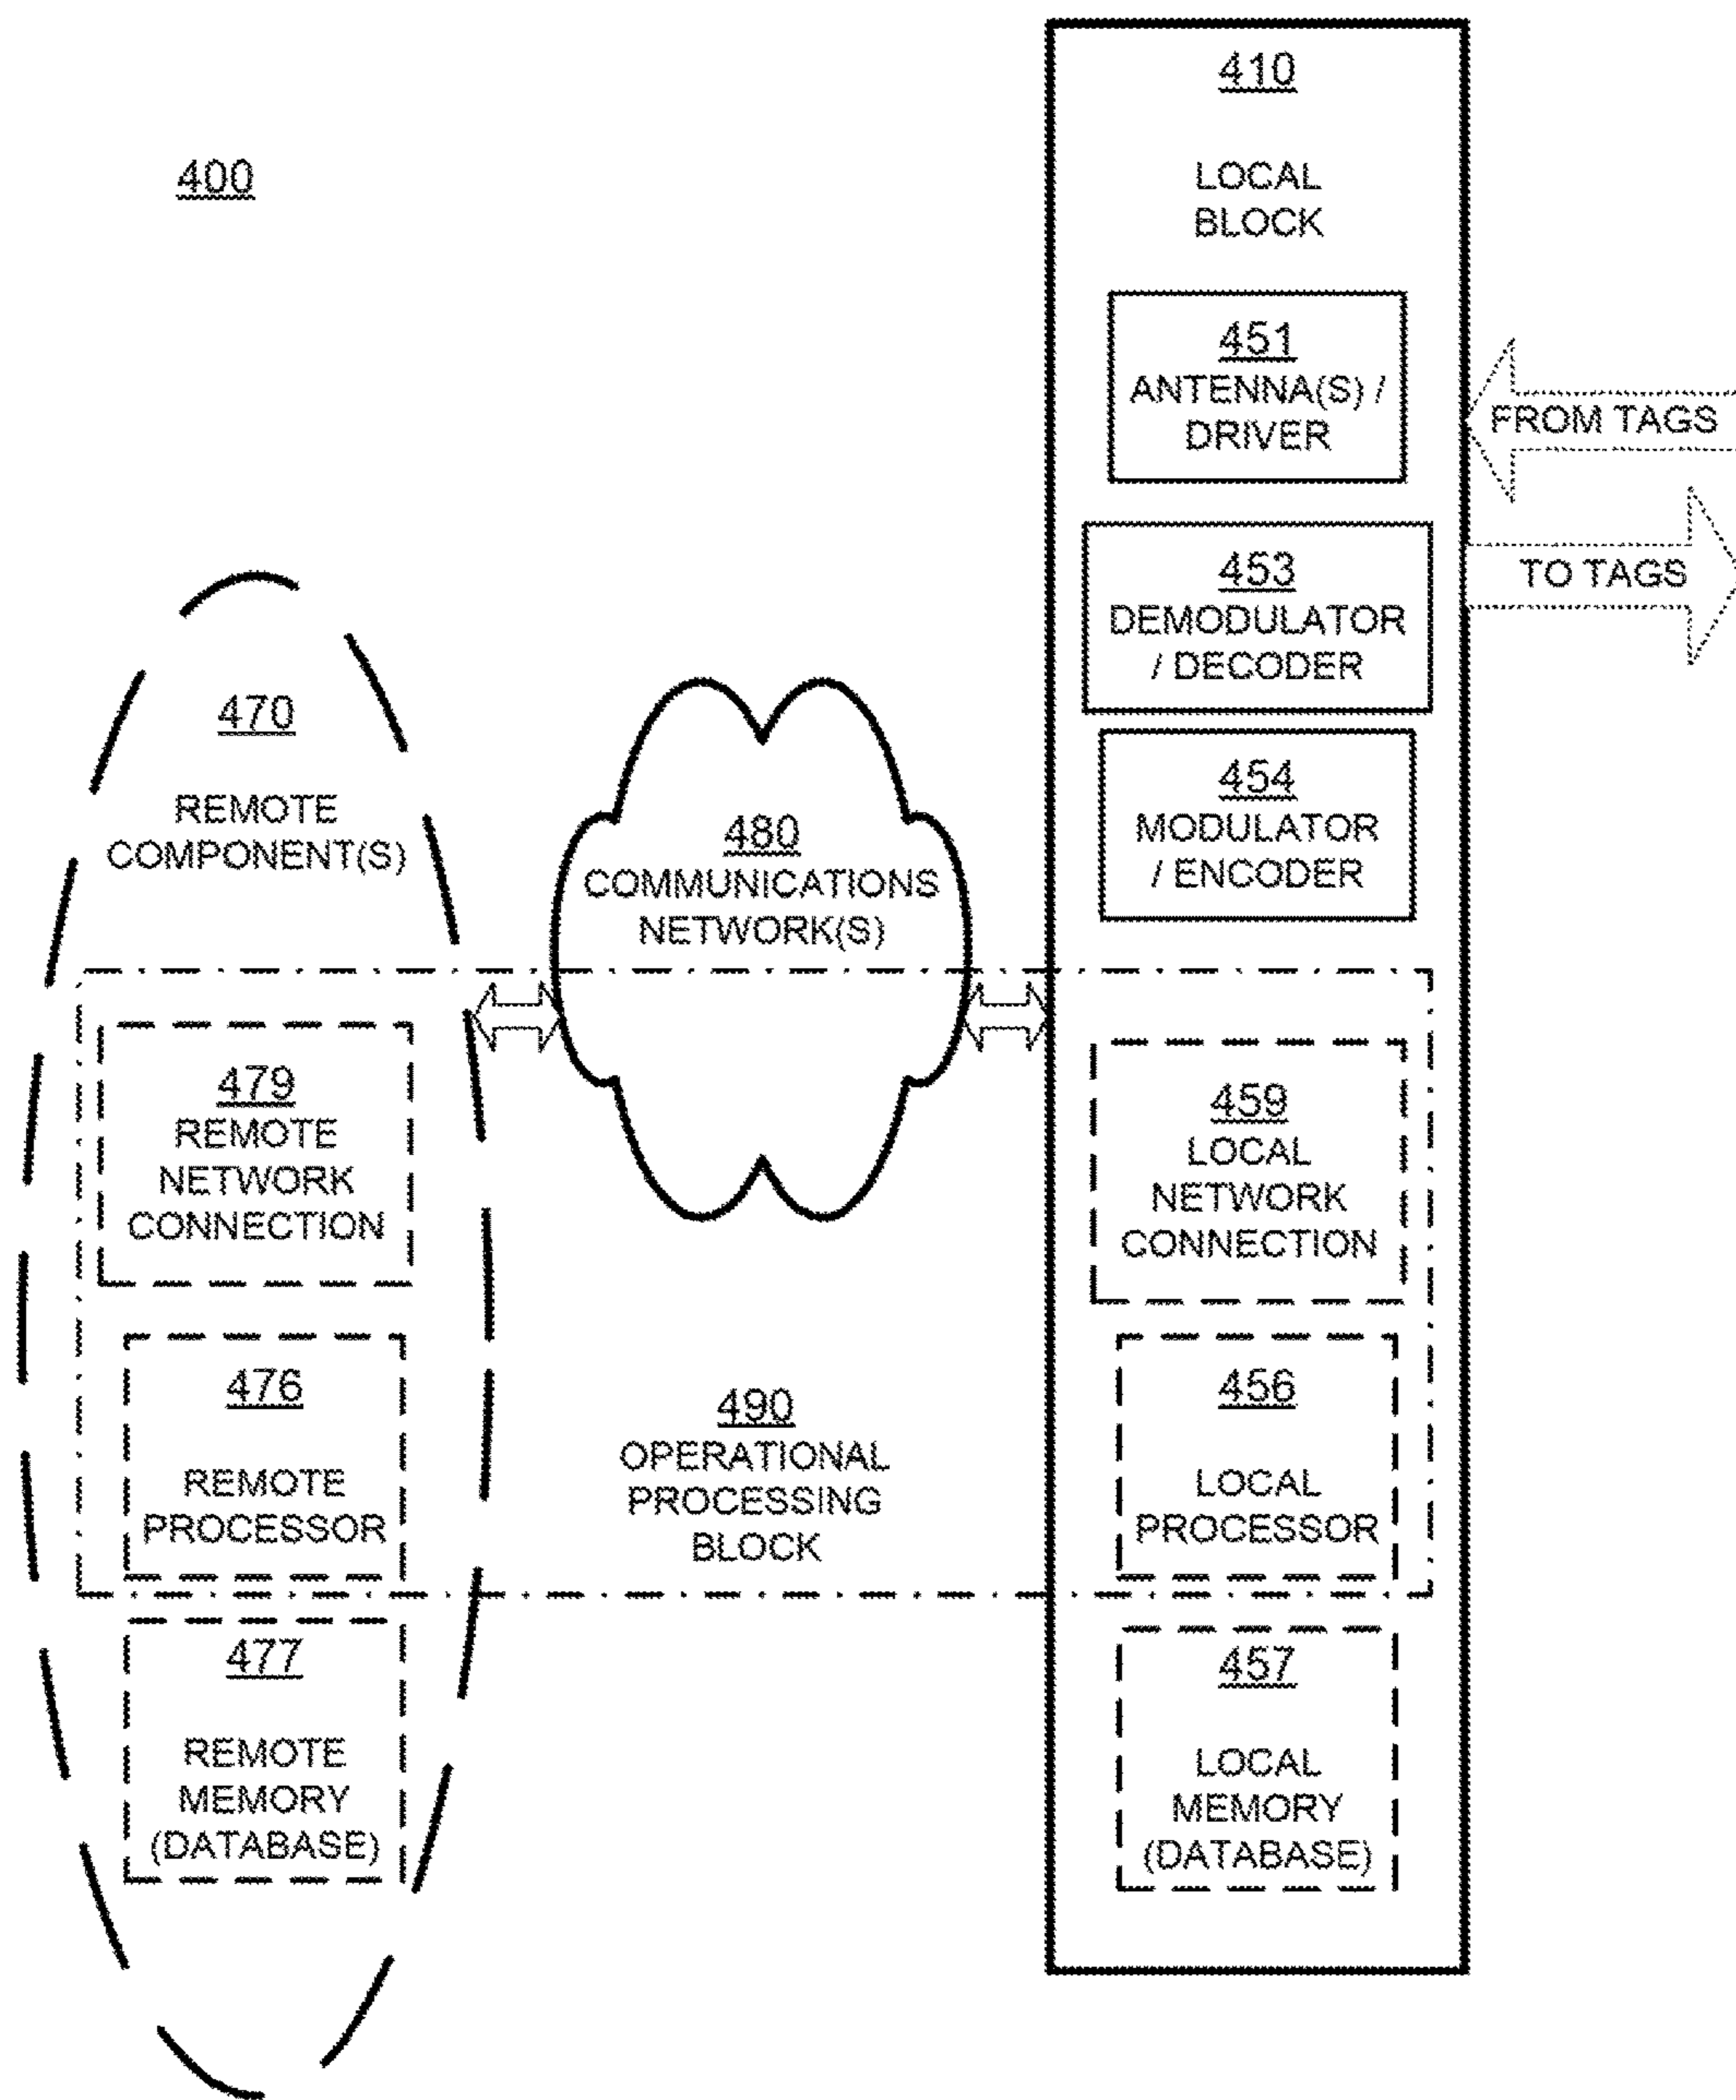 400
410
LOCAL
BLOCK
451
ANTENNA(S) /
DRIVER
FROM TAGS
453
DEMODULATOR
/ DECODER
TO TAGS
454
MODULATOR
/ ENCODER
470
REMOTE
COMPONENT(S)
480
COMMUNICATIONS
NETWORK(S)
479
REMOTE
NETWORK
CONNECTION
459
LOCAL
NETWORK
CONNECTION
476
REMOTE
PROCESSOR
490
OPERATIONAL
PROCESSING
BLOCK
456
LOCAL
PROCESSOR
477
REMOTE
MEMORY
(DATABASE)
457
LOCAL
MEMORY
(DATABASE)